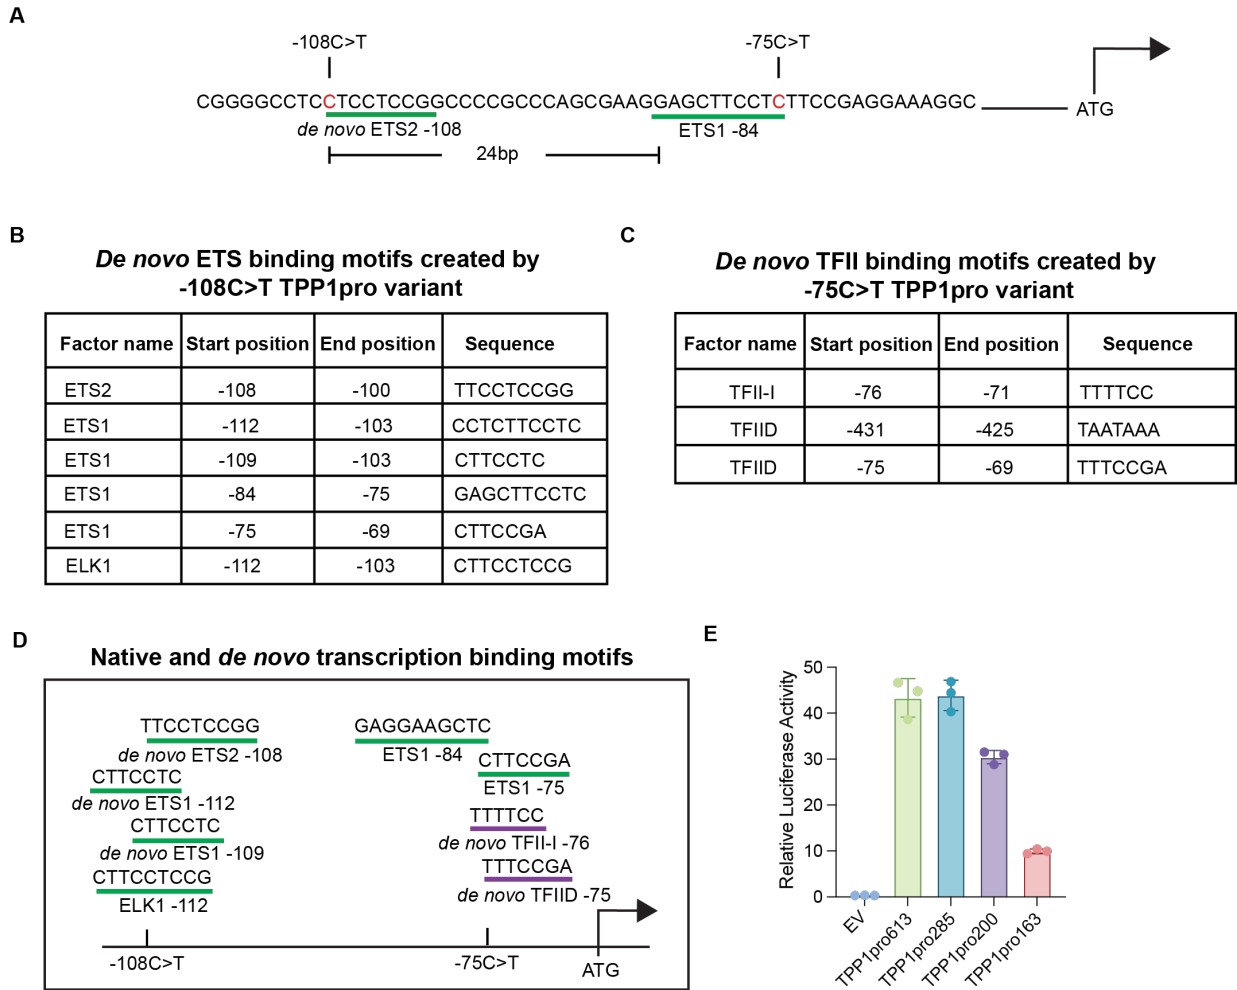 A
-108C>T
-75C>T
CGGGGCCTCCTCCTCCGGCCCCGCCCAGCGAAGGAGCTTCCTCTTCCGAGGAAAGGC
ATG
de novo ETS2 -108
ETS1 -84
24bp
B
De novo ETS binding motifs created by
-108C>T TPP1pro variant
Factor name Start position End position Sequence
ETS2 -108 -100 TTCCTCCGG
ETS1 -112 -103 CCTCTTCCTC
ETS1 -109 -103 CTTCCTC
ETS1 -84 -75 GAGCTTCCTC
ETS1 -75 -69 CTTCCGA
ELK1 -112 -103 CTTCCTCCG
C
De novo TFII binding motifs created by
-75C>T TPP1pro variant
Factor name Start position End position Sequence
TFII-I -76 -71 TTTTCC
TFIID -431 -425 TAATAAA
TFIID -75 -69 TTTCCGA
D
Native and de novo transcription binding motifs
TTCCTCCGG
de novo ETS2 -108
CTTCCTC
de novo ETS1 -112
CTTCCTC
de novo ETS1 -109
CTTCCTCCG
ELK1 -112
GAGGAAGCTC
ETS1 -84
CTTCCGA
ETS1 -75
TTTTCC
de novo TFII-I -76
TTTCCGA
de novo TFIID -75
-108C>T
-75C>T
ATG
E
Relative Luciferase Activity
50
40
30
20
10
0
EV
TPP1pro613
TPP1pro285
TPP1pro200
TPP1pro163